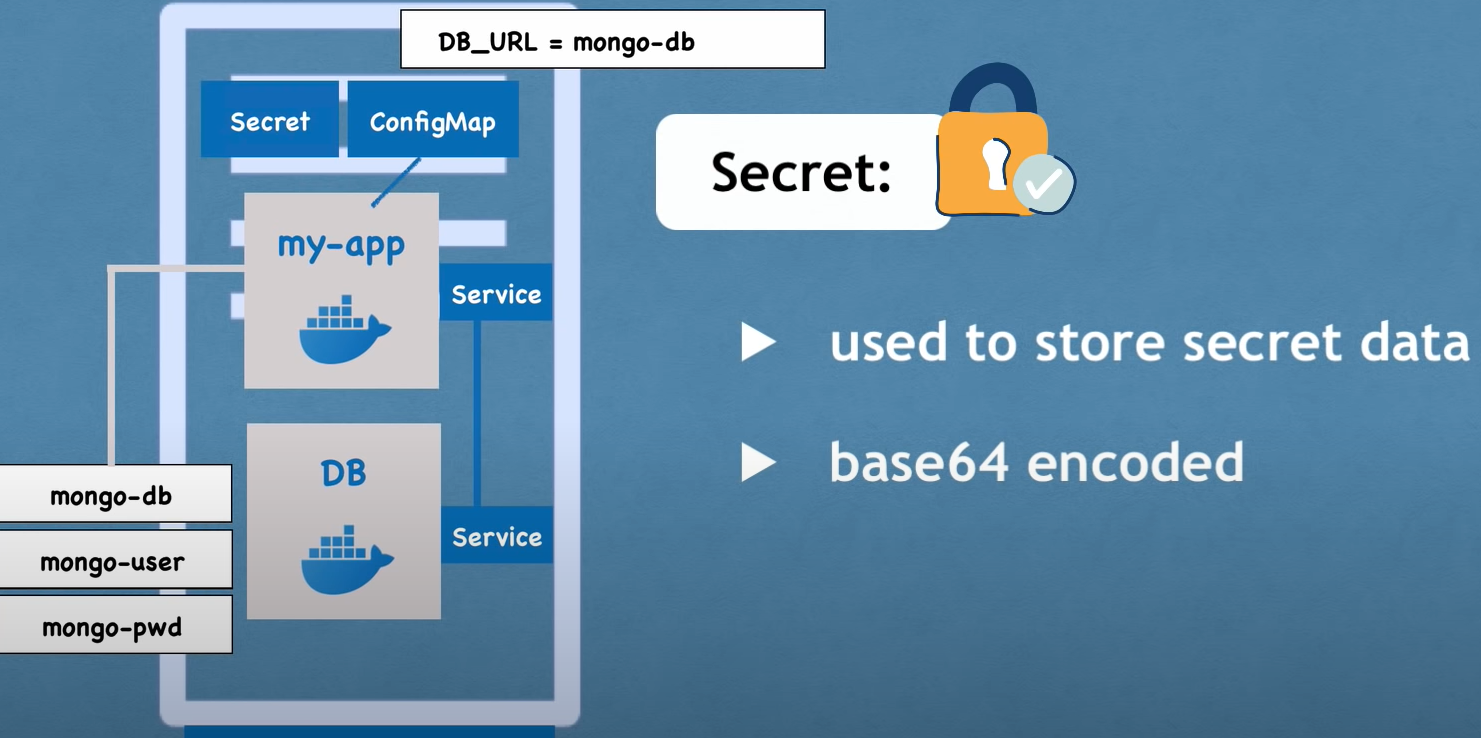 DB_URL = mongo-db
Secret
ConfigMap
my-app
Service
DB
Service
mongo-db
mongo-user
mongo-pwd
Secret:
used to store secret data
base64 encoded